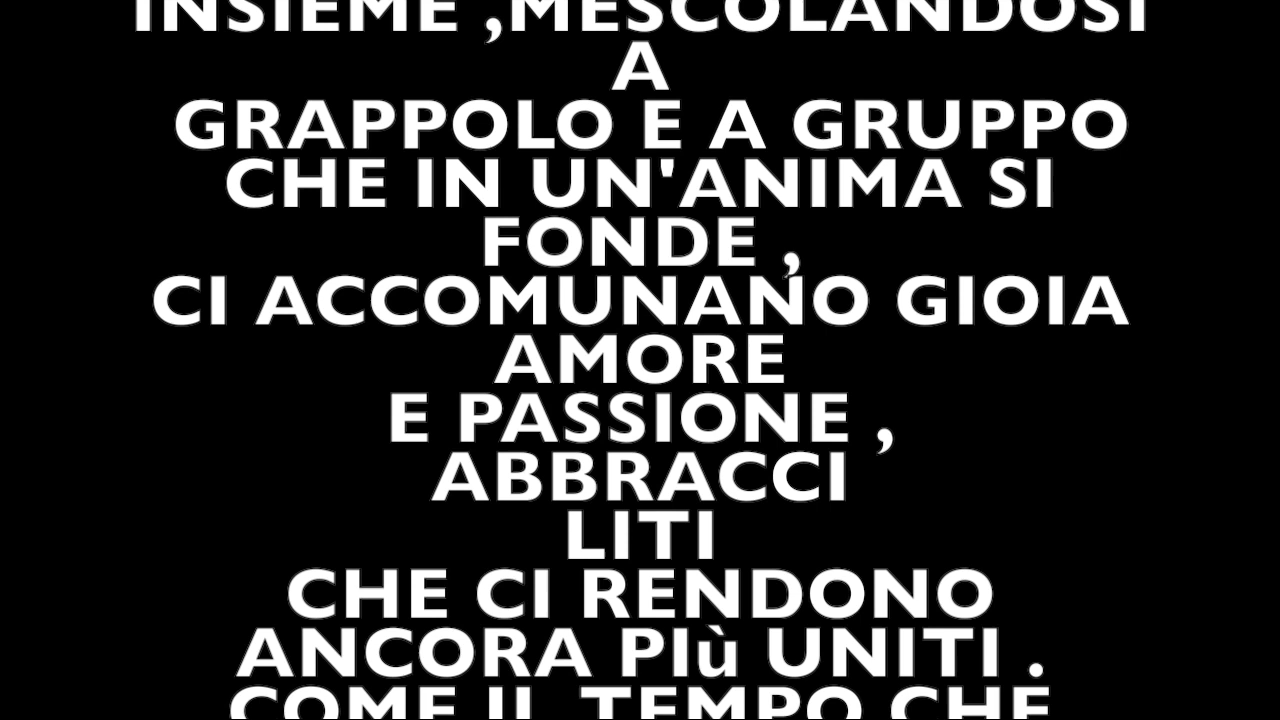 INSIEME ,MESCOLANDOSI
A
GRAPPOLO E A GRUPPO
CHE IN UN'ANIMA SI
FONDE ,
CI ACCOMUNANO GIOIA
AMORE
E PASSIONE ,
ABBRACCI
LITI
CHE CI RENDONO
ANCORA PIù UNITI .
COME IL TEMPO CHE